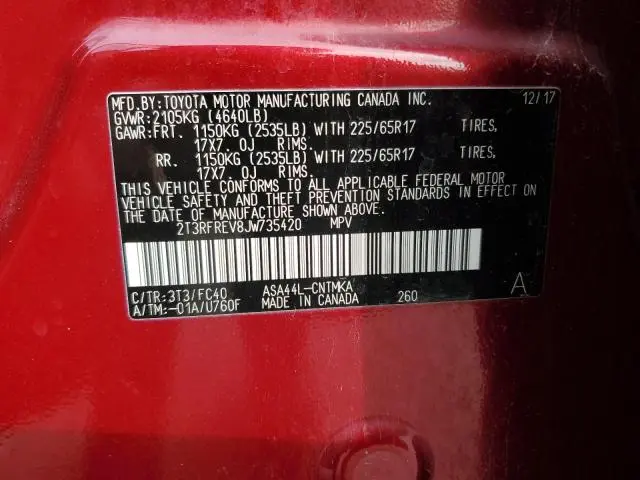 MFD.BY:TOYOTA MOTOR MANUFACTURING CANADA INC. 12/17
GVWR:2105KG (4640LB)
GAWR:FRT. 1150KG (2535LB) WITH 225/65R17 TIRES,
17X7.0J RIMS.
RR. 1150KG (2535LB) WITH 225/65R17 TIRES,
17X7.0J RIMS.
THIS VEHICLE CONFORMS TO ALL APPLICABLE FEDERAL MOTOR
VEHICLE SAFETY AND THEFT PREVENTION STANDARDS IN EFFECT ON
THE DATE OF MANUFACTURE SHOWN ABOVE.
2T3RFREV8JW735420 MPV
C/TR:3T3/FC40 ASA44L-CNTMKA A
A/TM:-01A/U760F MADE IN CANADA 260